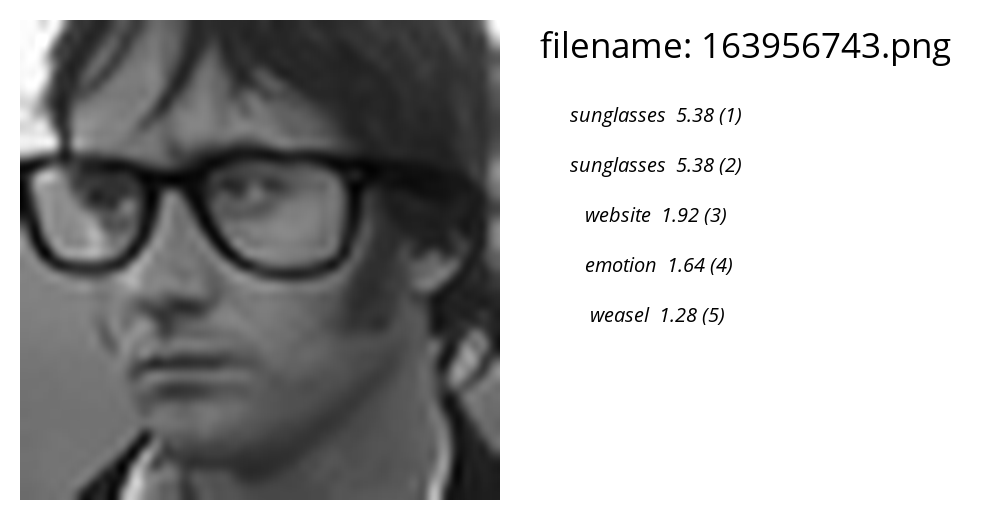 filename: 163956743.png
sunglasses 5.38 (1)
sunglasses 5.38 (2)
website 1.92 (3)
emotion 1.64 (4)
weasel 1.28 (5)